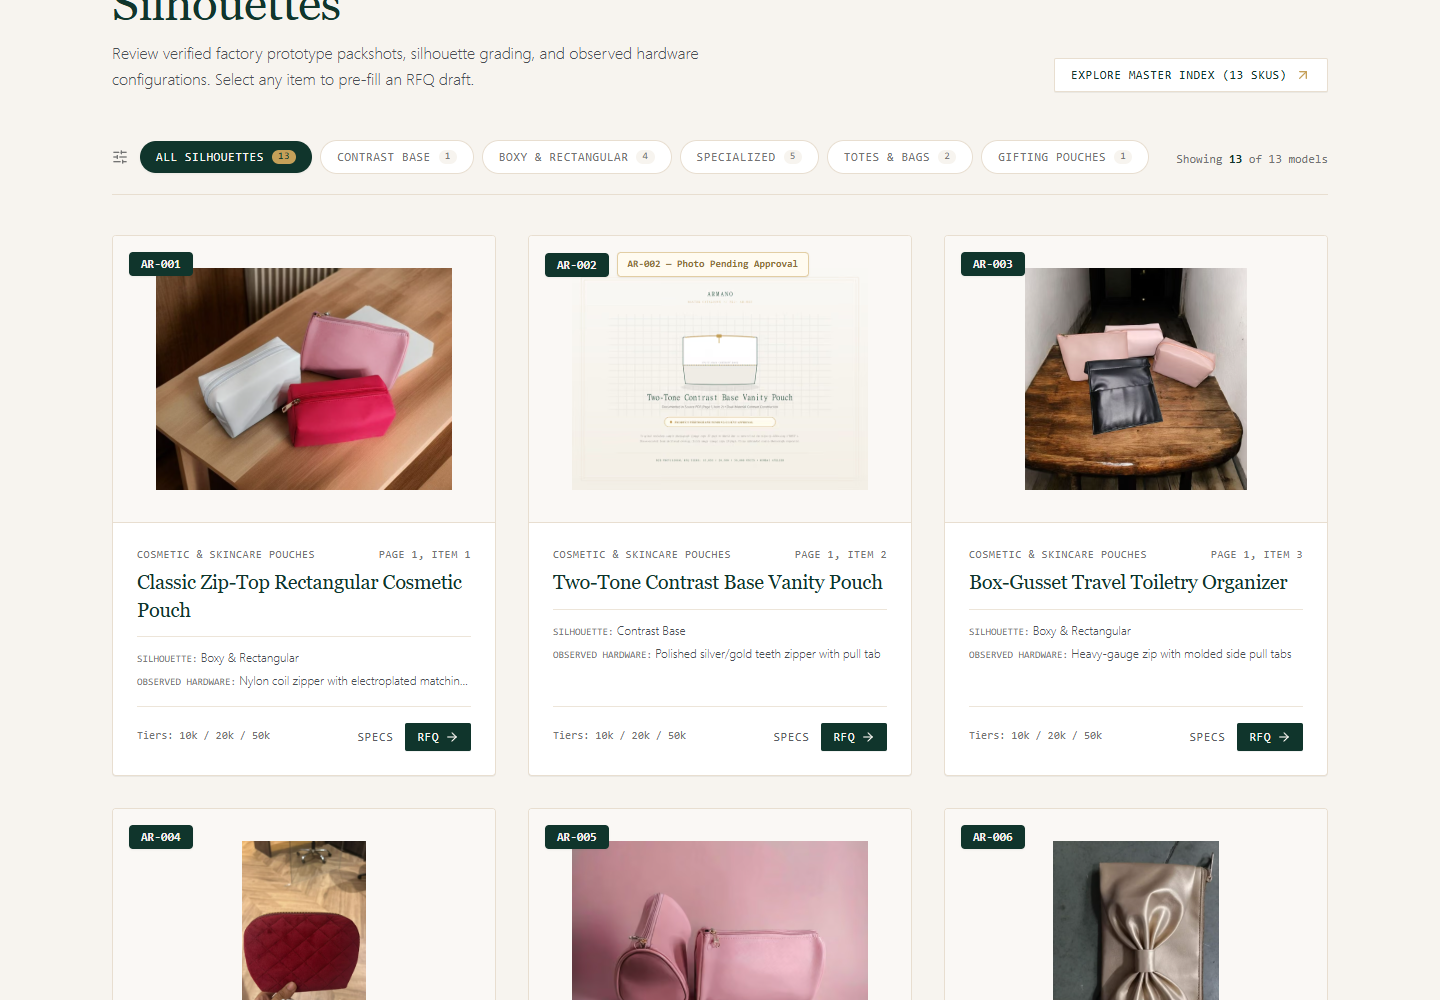 Silhouettes
Review verified factory prototype packshots, silhouette grading, and observed hardware
configurations. Select any item to pre-fill an RFQ draft.
EXPLORE MASTER INDEX (13 SKUS)
ALL SILHOUETTES 13
CONTRAST BASE 1
BOXY & RECTANGULAR 4
SPECIALIZED 5
TOTES & BAGS 2
GIFTING POUCHES 1
Showing 13 of 13 models
AR-001
AR-002
AR-002 — Photo Pending Approval
ARMANO
Two-Tone Contrast Base Vanity Pouch
AR-003
COSMETIC & SKINCARE POUCHES
PAGE 1, ITEM 1
Classic Zip-Top Rectangular Cosmetic
Pouch
SILHOUETTE: Boxy & Rectangular
OBSERVED HARDWARE: Nylon coil zipper with electroplated matchin...
Tiers: 10k / 20k / 50k
SPECS
RFQ
COSMETIC & SKINCARE POUCHES
PAGE 1, ITEM 2
Two-Tone Contrast Base Vanity Pouch
SILHOUETTE: Contrast Base
OBSERVED HARDWARE: Polished silver/gold teeth zipper with pull tab
Tiers: 10k / 20k / 50k
SPECS
RFQ
COSMETIC & SKINCARE POUCHES
PAGE 1, ITEM 3
Box-Gusset Travel Toiletry Organizer
SILHOUETTE: Boxy & Rectangular
OBSERVED HARDWARE: Heavy-gauge zip with molded side pull tabs
Tiers: 10k / 20k / 50k
SPECS
RFQ
AR-004
AR-005
AR-006